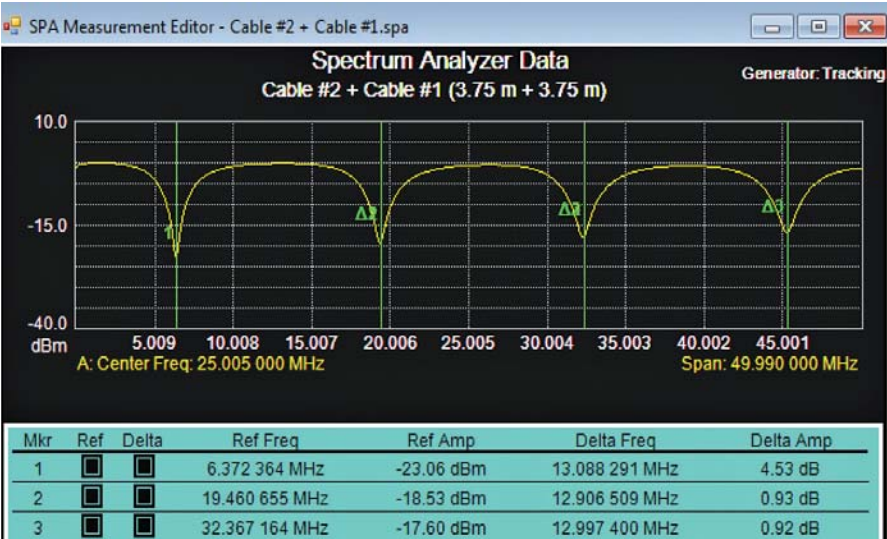 SPA Measurement Editor - Cable #2 + Cable #1.spa
Spectrum Analyzer Data
Generator: Tracking
Cable #2 + Cable #1 (3.75 m + 3.75 m)
10.0
-15.0
-40.0
1 Δ2 Δ3 Δ3
dBm 5.009 10.008 15.007 20.006 25.005 30.004 35.003 40.002 45.001
A: Center Freq: 25.005 000 MHz Span: 49.990 000 MHz
Mkr Ref Delta Ref Freq Ref Amp Delta Freq Delta Amp
1 6.372 364 MHz -23.06 dBm 13.088 291 MHz 4.53 dB
2 19.460 655 MHz -18.53 dBm 12.906 509 MHz 0.93 dB
3 32.367 164 MHz -17.60 dBm 12.997 400 MHz 0.92 dB